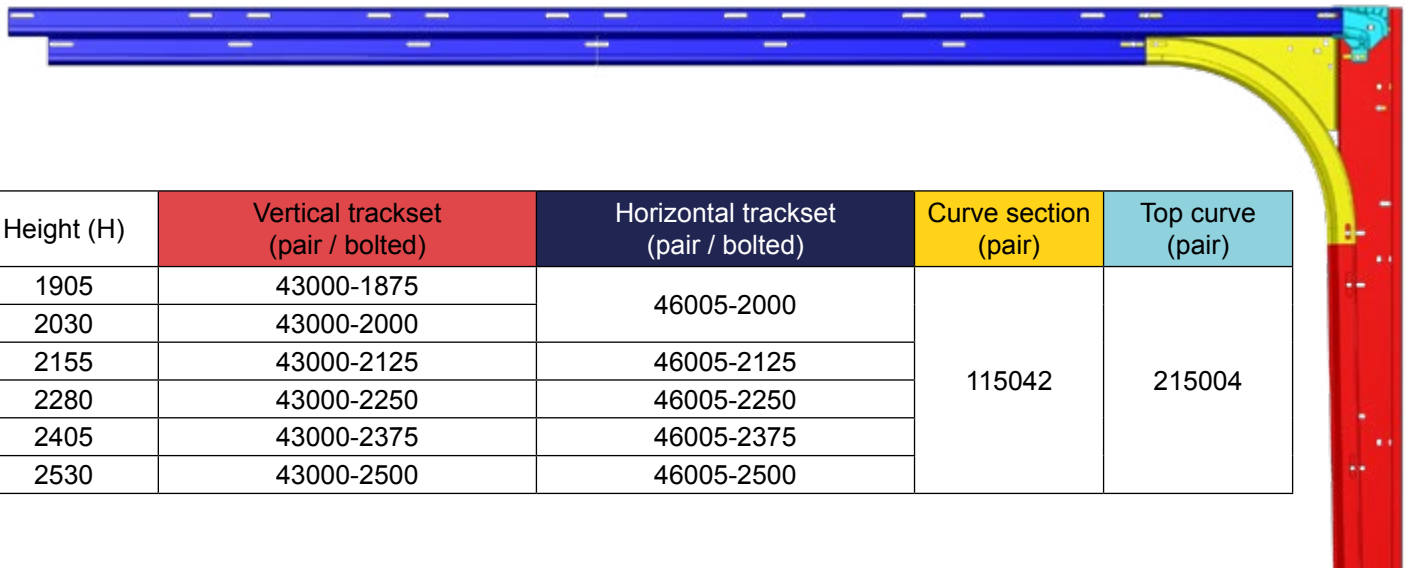 Height (H) Vertical trackset (pair / bolted) Horizontal trackset (pair / bolted) Curve section (pair) Top curve (pair)
1905 43000-1875 46005-2000 115042 215004
2030 43000-2000
2155 43000-2125 46005-2125
2280 43000-2250 46005-2250
2405 43000-2375 46005-2375
2530 43000-2500 46005-2500